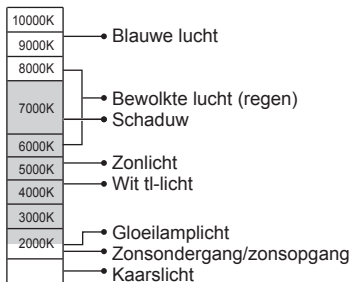 10000K
Blauwe lucht
9000K
8000K
Bewolkte lucht (regen)
7000K
Schaduw
6000K
Zonlicht
5000K
Wit tl-licht
4000K
3000K
Gloeilamplicht
2000K
Zonsondergang/zonsopgang
Kaarslicht